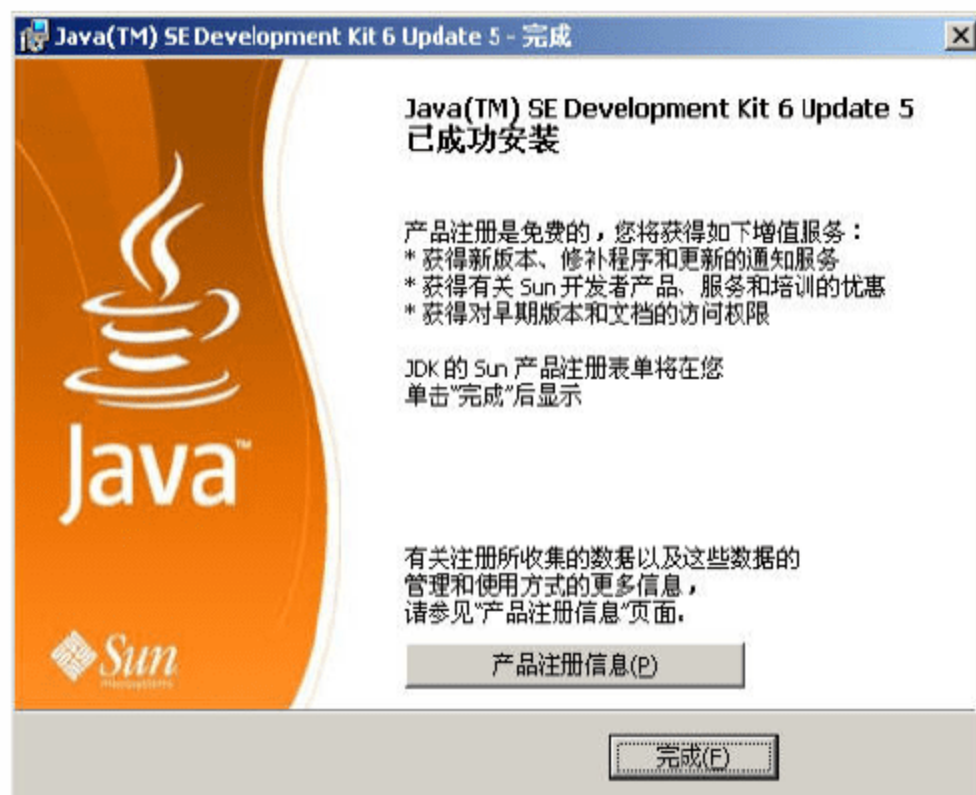 Java(TM) SE Development Kit 6 Update 5 - 完成
Java(TM) SE Development Kit 6 Update 5
已成功安装
产品注册是免费的，您将获得如下增值服务：
* 获得新版本、修补程序和更新的通知服务
* 获得有关 Sun 开发者产品、服务和培训的优惠
* 获得对早期版本和文档的访问权限
JDK 的 Sun 产品注册表单将在您
单击"完成"后显示
Java™
有关注册所收集的数据以及这些数据的
管理和使用方式的更多信息，
请参见"产品注册信息"页面。
Sun
microsystems
产品注册信息(P)
完成(F)